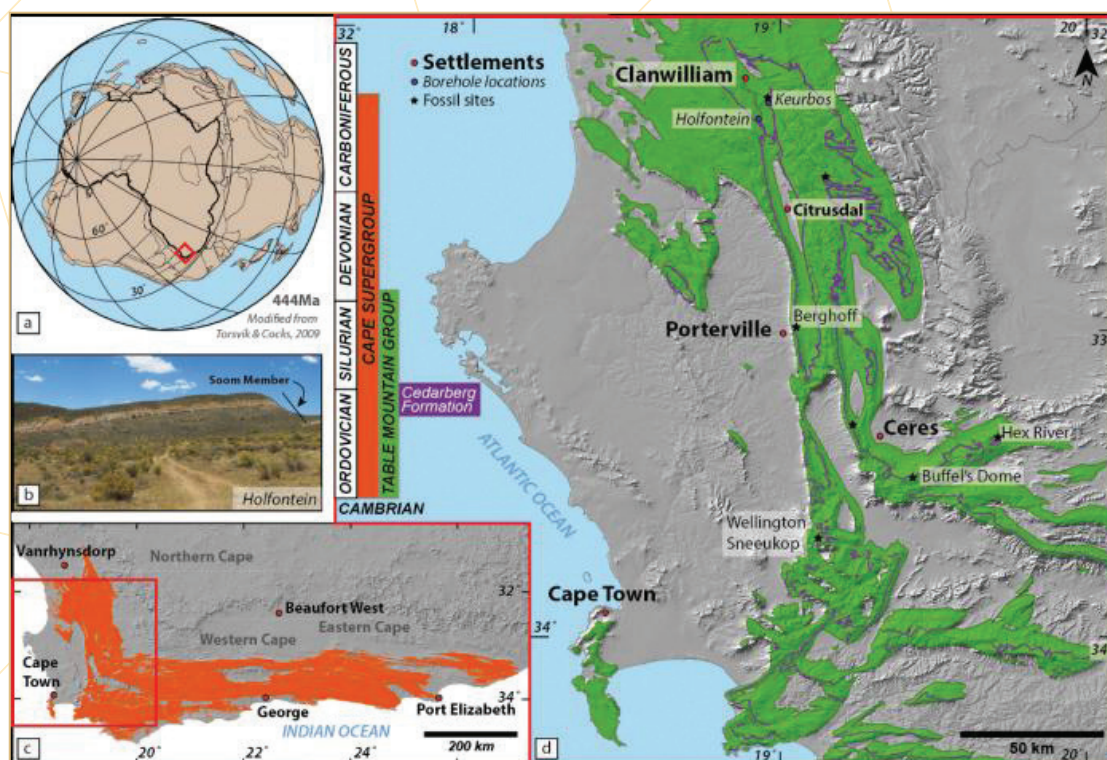 60°
30°
444Ma
Modified from
Torsvik & Cocks, 2009
a
Soom Member
Holfontein
b
Vanrhynsdorp
Northern Cape
32°
Beaufort West
Eastern Cape
Western Cape
Cape
Town
34°
George
Port Elizabeth
INDIAN OCEAN
200 km
c
20
22
24
26
32°
18
19
20
32°
Settlements
Borehole locations
Fossil sites
N
CARBONIFEROUS
DEVONIAN
SILURIAN
ORDOVICIAN
CAMBRIAN
CAPE SUPERGROUP
TABLE MOUNTAIN GROUP
Cedarberg
Formation
Clanwilliam
Keurbos
Holfontein
Citrusdal
Berghoff
Porterville
33
Ceres
Hex River
Buffel's Dome
ATLANTIC OCEAN
Wellington
Sneeukop
Cape Town
34
34
19
50 km
d